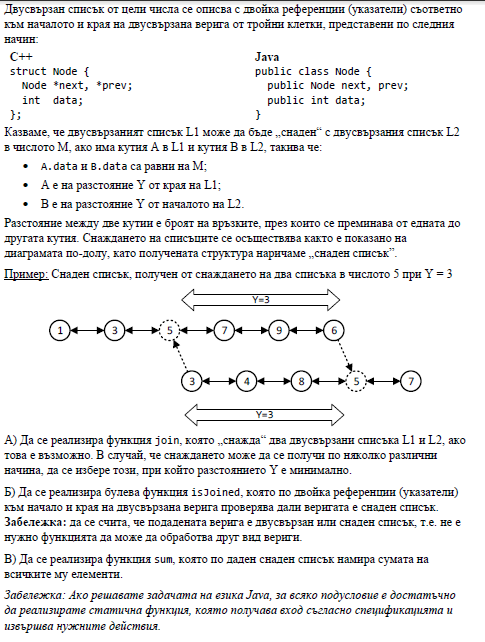 Двусвързан списък от цели числа се описва с двойка референции (указатели) съответно
към началото и края на двусвързана верига от тройни клетки, представени по следния
начин:
C++ Java
struct Node { public class Node {
Node *next, *prev; public Node next, prev;
int data; public int data;
}; }
Казваме, че двусвързаният списък L1 може да бъде „снаден“ с двусвързания списък L2
в числото M, ако има кутия A в L1 и кутия B в L2, такива че:
• A.data и B.data са равни на M;
• A е на разстояние Y от края на L1;
• B е на разстояние Y от началото на L2.
Разстояние между две кутии е броят на връзките, през които се преминава от едната до
другата кутия. Снаждането на списъците се осъществява както е показано на
диаграмата по-долу, като получената структура наричаме „снаден списък”.
Пример: Снаден списък, получен от снаждането на два списъка в числото 5 при Y = 3
Y=3
1 3 5 7 9 6
3 4 8 5 7
Y=3
А) Да се реализира функция join, която „снажда“ два двусвързани списъка L1 и L2, ако
това е възможно. В случай, че снаждането може да се получи по няколко различни
начина, да се избере този, при който разстоянието Y е минимално.
Б) Да се реализира булева функция isJoined, която по двойка референции (указатели)
към начало и края на двусвързана верига проверява дали веригата е снаден списък.
Забележка: да се счита, че подадената верига е двусвързан или снаден списък, т.е. не е
нужно функцията да може да обработва друг вид вериги.
В) Да се реализира функция sum, която по даден снаден списък намира сумата на
всичките му елементи.
Забележка: Ако решавате задачата на езика Java, за всяко подусловие е достатъчно
да реализирате статична функция, която получава вход съгласно спецификацията и
извършва нужните действия.